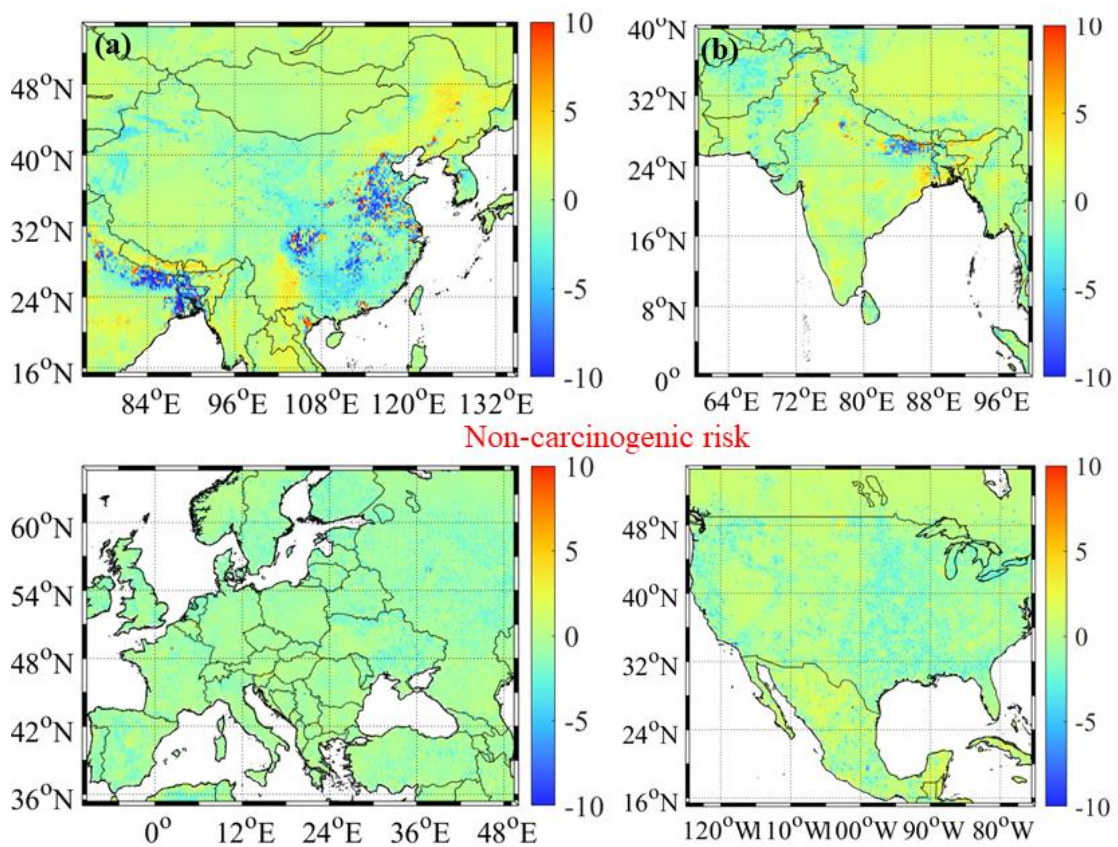 (a)
10
5
0
-5
-10
48°N
40°N
32°N
24°N
16°N
84°E 96°E 108°E 120°E 132°E
(b)
10
5
0
-5
-10
40°N
32°N
24°N
16°N
8°N
0°
64°E 72°E 80°E 88°E 96°E
Non-carcinogenic risk
10
5
0
-5
-10
60°N
54°N
48°N
42°N
36°N
0° 12°E 24°E 36°E 48°E
10
5
0
-5
-10
48°N
40°N
32°N
24°N
16°N
120°W 110°W 100°W 90°W 80°W